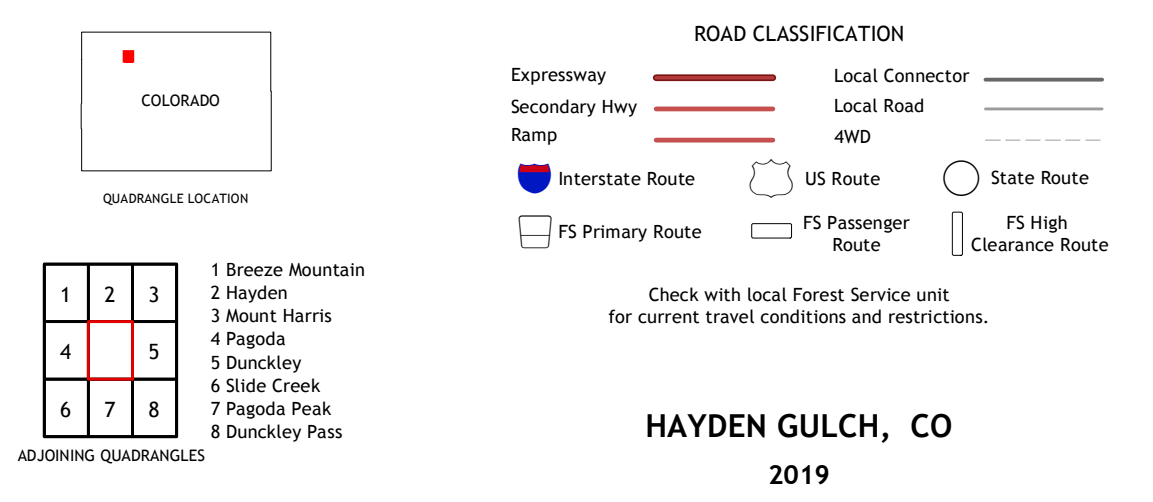 COLORADO
QUADRANGLE LOCATION
1
2
3
4
5
6
7
8
ADJOINING QUADRANGLES
1 Breeze Mountain
2 Hayden
3 Mount Harris
4 Pagoda
5 Dunckley
6 Slide Creek
7 Pagoda Peak
8 Dunckley Pass
ROAD CLASSIFICATION
Expressway
Secondary Hwy
Ramp
Local Connector
Local Road
4WD
Interstate Route
US Route
State Route
FS Primary Route
FS Passenger
Route
FS High
Clearance Route
Check with local Forest Service unit
for current travel conditions and restrictions.
HAYDEN GULCH, CO
2019